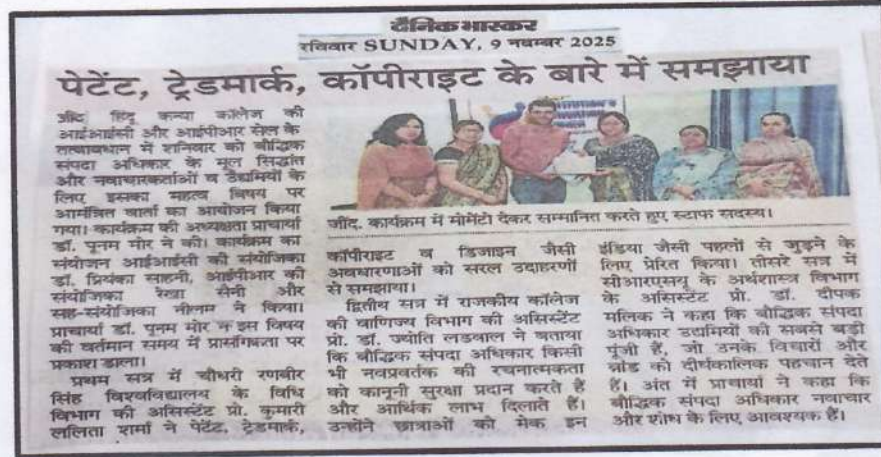 दैनिक भास्कर
रविवार SUNDAY, 9 नवम्बर 2025
पेटेंट, ट्रेडमार्क, कॉपीराइट के बारे में समझाया
जींद हिंदू कन्या कॉलेज की
आईआईसी और आईपीआर सेल के
तत्वावधान में शनिवार को बौद्धिक
संपदा अधिकार के मूल सिद्धांत
और नवाचारकर्ताओं व उद्यमियों के
लिए इसका महत्व विषय पर
आमंत्रित वार्ता का आयोजन किया
गया। कार्यक्रम की अध्यक्षता प्राचार्या
डॉ. पूनम मोर ने की। कार्यक्रम का
संयोजन आईआईसी की संयोजिका
डॉ. प्रियंका साहनी, आईपीआर की
संयोजिका रेखा सैनी और
सह-संयोजिका नीलम ने किया।
प्राचार्या डॉ. पूनम मोर न इस विषय
की वर्तमान समय में प्रासंगिकता पर
प्रकाश डाला।
प्रथम सत्र में चौधरी रणबीर
सिंह विश्वविद्यालय के विधि
विभाग की असिस्टेंट प्रो. कुमारी
ललिता शर्मा ने पेटेंट, ट्रेडमार्क,
जींद. कार्यक्रम में मोमेंटो देकर सम्मानित करते हुए स्टाफ सदस्य।
कॉपीराइट व डिजाइन जैसी
अवधारणाओं को सरल उदाहरणों
से समझाया।
द्वितीय सत्र में राजकीय कॉलेज
की वाणिज्य विभाग की असिस्टेंट
प्रो. डॉ. ज्योति लडवाल ने बताया
कि बौद्धिक संपदा अधिकार किसी
भी नवप्रवर्तक की रचनात्मकता
को कानूनी सुरक्षा प्रदान करते हैं
और आर्थिक लाभ दिलाते हैं।
उन्होंने छात्राओं को मेक इन
इंडिया जैसी पहलों से जुड़ने के
लिए प्रेरित किया। तीसरे सत्र में
सीआरएसयू के अर्थशास्त्र विभाग
के असिस्टेंट प्रो. डॉ. दीपक
मलिक ने कहा कि बौद्धिक संपदा
अधिकार उद्यमियों की सबसे बड़ी
पूंजी हैं, जो उनके विचारों और
ब्रांड को दीर्घकालिक पहचान देते
हैं। अंत में प्राचार्या ने कहा कि
बौद्धिक संपदा अधिकार नवाचार
और शोध के लिए आवश्यक हैं।